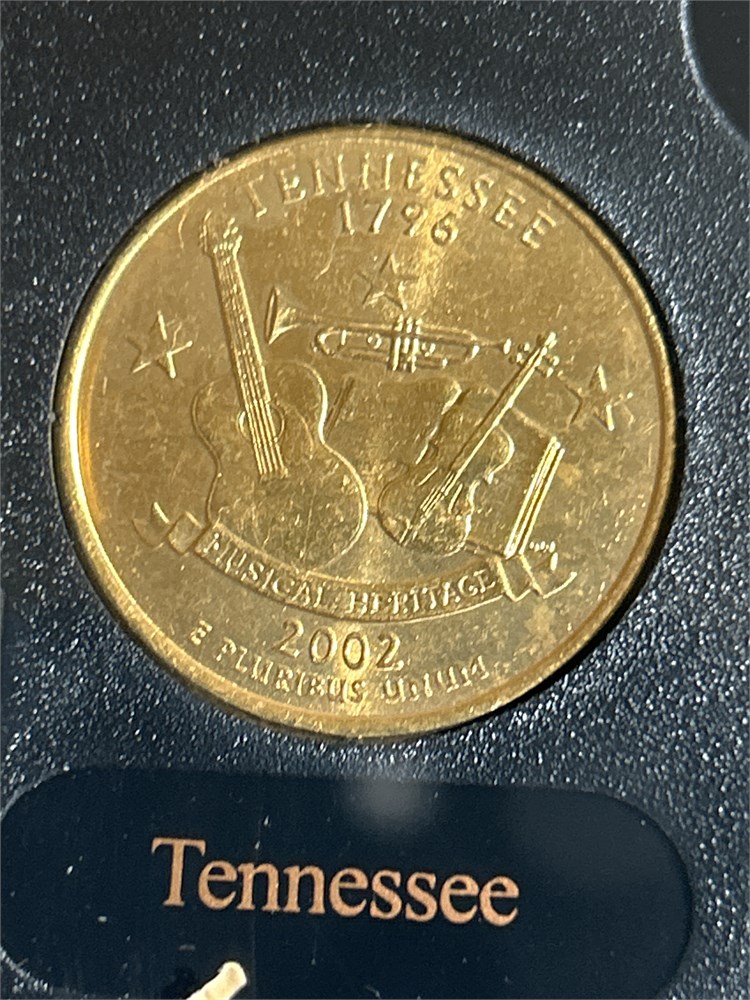 TENNESSEE
1796
MUSICAL HERITAGE
2002
E PLURIBUS UNUM
Tennessee